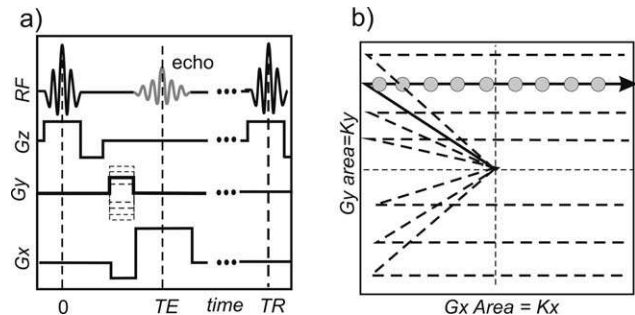 a)
RF
echo
Gz
Gy
Gx
0
TE
time
TR
b)
Gy area=Ky
Gx Area = Kx